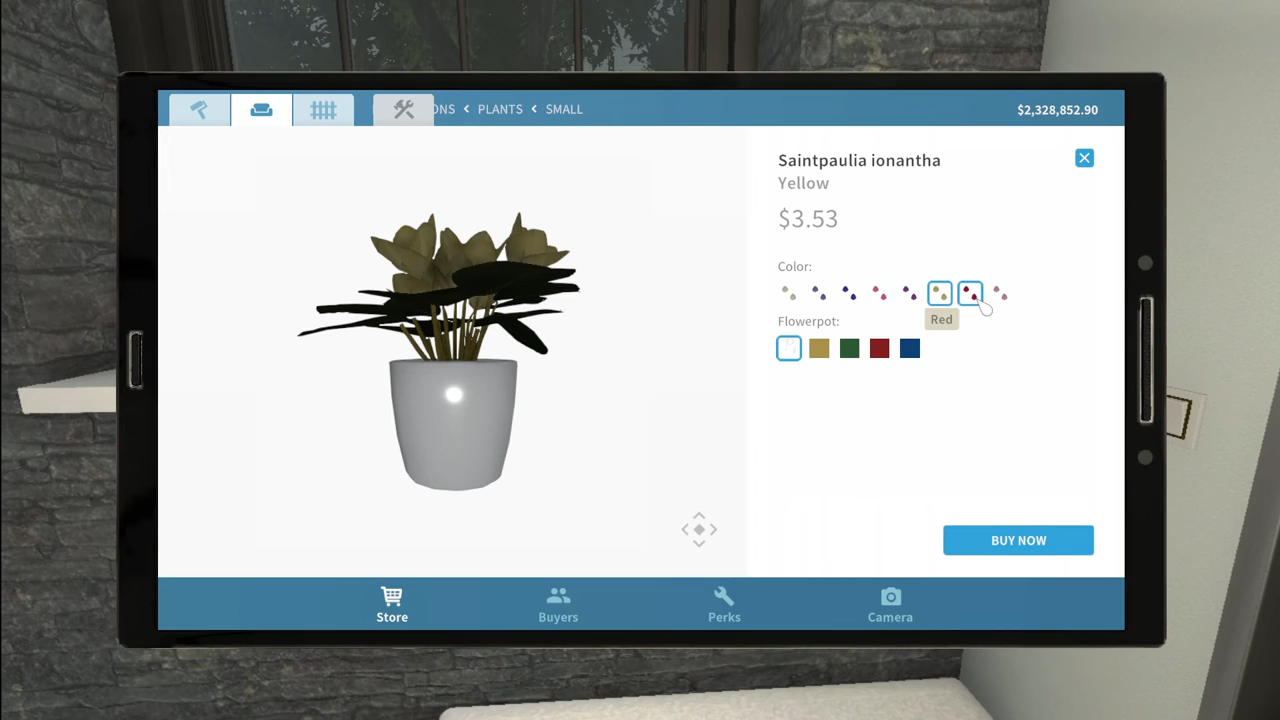 ONS < PLANTS < SMALL
$2,328,852.90
Saintpaulia ionantha
Yellow
$3.53
Color:
Red
Flowerpot:
BUY NOW
Store
Buyers
Perks
Camera